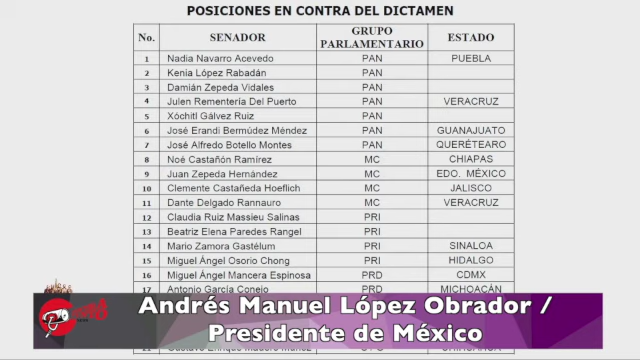 POSICIONES EN CONTRA DEL DICTAMEN
No. SENADOR GRUPO PARLAMENTARIO ESTADO
1 Nadia Navarro Acevedo PAN PUEBLA
2 Kenia López Rabadán PAN
3 Damián Zepeda Vidales PAN
4 Julen Rementería Del Puerto PAN VERACRUZ
5 Xóchitl Gálvez Ruiz PAN
6 José Erandi Bermúdez Méndez PAN GUANAJUATO
7 José Alfredo Botello Montes PAN QUERÉTEARO
8 Noé Castañón Ramírez MC CHIAPAS
9 Juan Zepeda Hernández MC EDO. MÉXICO
10 Clemente Castañeda Hoeflich MC JALISCO
11 Dante Delgado Rannauro MC VERACRUZ
12 Claudia Ruiz Massieu Salinas PRI
13 Beatriz Elena Paredes Rangel PRI
14 Mario Zamora Gastélum PRI SINALOA
15 Miguel Ángel Osorio Chong PRI HIDALGO
16 Miguel Ángel Mancera Espinosa PRD CDMX
17 Antonio García Conejo PRD MICHOACÁN
Andrés Manuel López Obrador /
Presidente de México